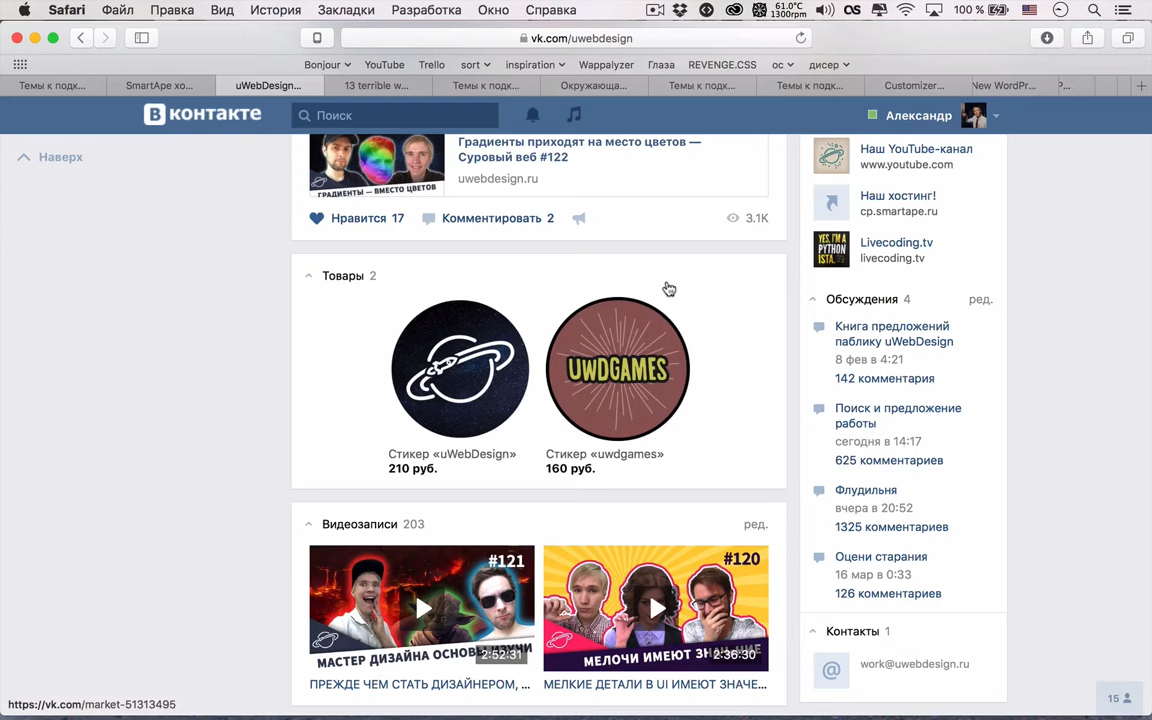 Safari Файл Правка Вид История Закладки Разработка Окно Справка
61.0°C
1300rpm
100 %
vk.com/uwebdesign
Bonjour YouTube Trello sort inspiration Wappalyzer Глаза REVENGE.CSS ос дисер
Темы к подк... SmartApe хо... uWebDesign... 13 terrible w... Темы к подк... Окружающа... Темы к подк... Темы к подк... Customizer... New WordPr...
В контакте
Поиск
Александр
Наверх
Градиенты приходят на место цветов —
Суровый веб #122
uwebdesign.ru
ГРАДИЕНТЫ — ВМЕСТО ЦВЕТОВ
Нравится 17
Комментировать 2
3.1K
Товары 2
UWDGAMES
Стикер «uWebDesign»
210 руб.
Стикер «uwdgames»
160 руб.
Видеозаписи 203
ред.
#121
МАСТЕР ДИЗАЙНА ОСНОВЫ ИЗУЧИ
2:52:31
ПРЕЖДЕ ЧЕМ СТАТЬ ДИЗАЙНЕРОМ, ...
#120
МЕЛОЧИ ИМЕЮТ
2:36:30
МЕЛКИЕ ДЕТАЛИ В UI ИМЕЮТ ЗНАЧЕ...
Наш YouTube-канал
www.youtube.com
Наш хостинг!
cp.smartape.ru
YES, I'M A
PYTHON
ISTA.
Livecoding.tv
livecoding.tv
Обсуждения 4
ред.
Книга предложений
паблику uWebDesign
8 фев в 4:21
142 комментария
Поиск и предложение
работы
сегодня в 14:17
625 комментариев
Флудильня
вчера в 20:52
1325 комментариев
Оцени старания
16 мар в 0:33
126 комментариев
Контакты 1
@
work@uwebdesign.ru
15
https://vk.com/market-51313495